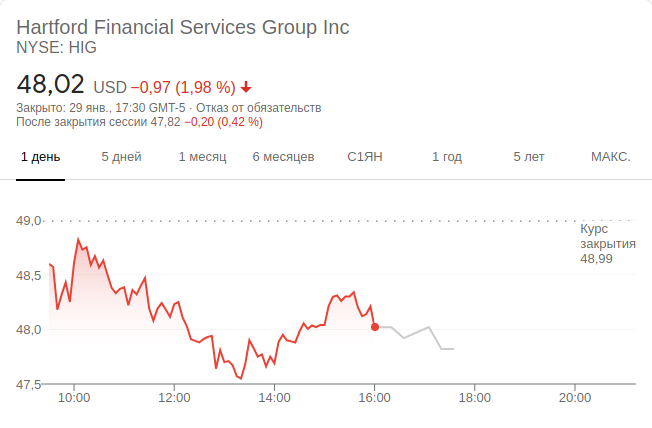 Hartford Financial Services Group Inc
NYSE: HIG
48,02 USD −0,97 (1,98 %)
Закрыто: 29 янв., 17:30 GMT-5 · Отказ от обязательств
После закрытия сессии 47,82 −0,20 (0,42 %)
1 день 5 дней 1 месяц 6 месяцев С1ЯН 1 год 5 лет МАКС.
49,0
Курс
закрытия
48,99
48,5
48,0
47,5
10:00 12:00 14:00 16:00 18:00 20:00